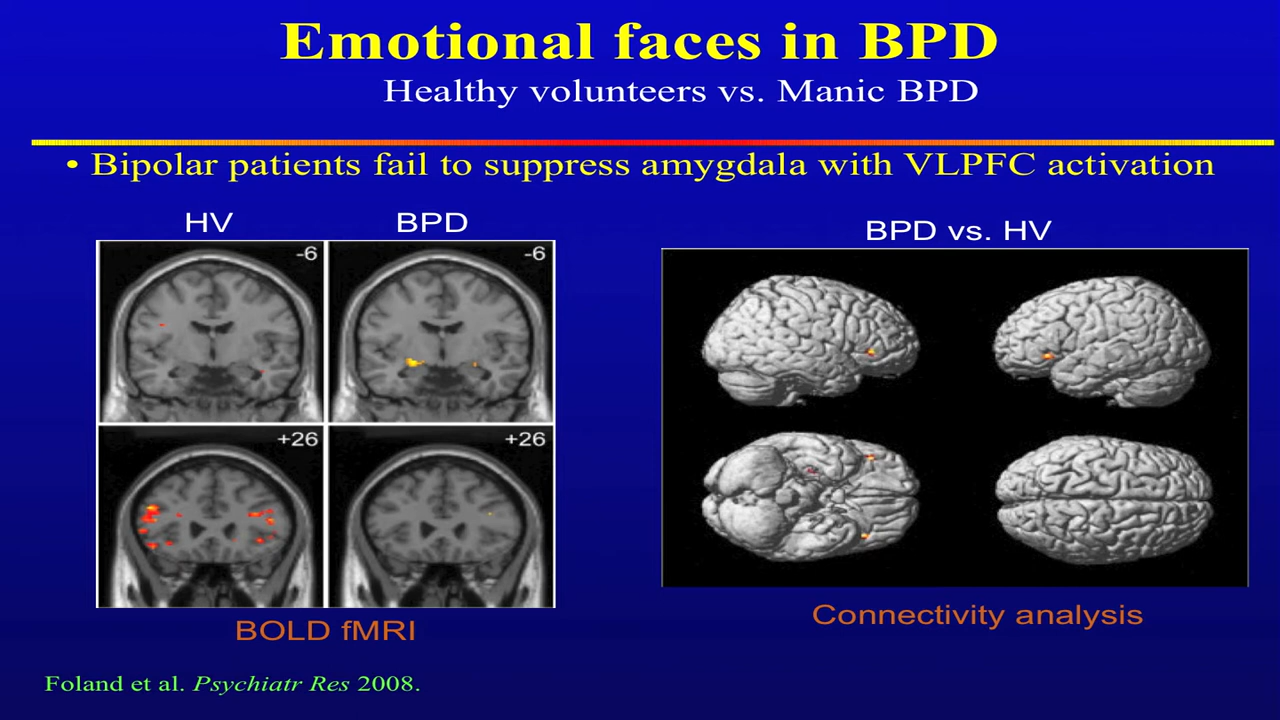 Emotional faces in BPD
Healthy volunteers vs. Manic BPD
• Bipolar patients fail to suppress amygdala with VLPFC activation
HV
BPD
BPD vs. HV
-6
-6
+26
+26
BOLD fMRI
Connectivity analysis
Foland et al. Psychiatr Res 2008.